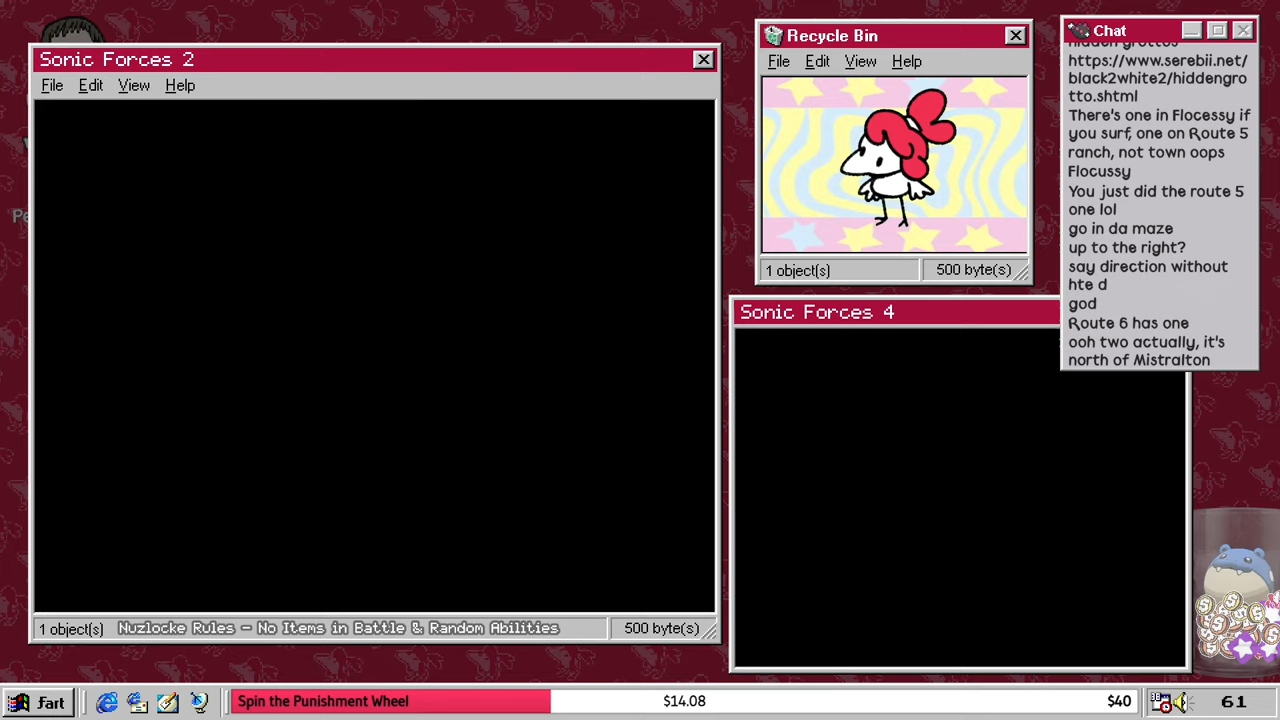 Sonic Forces 2
File Edit View Help
1 object(s)
Nuzlocke Rules – No Items in Battle & Random Abilities
500 byte(s)
Recycle Bin
File Edit View Help
1 object(s)
500 byte(s)
Sonic Forces 4
Chat
hidden grottos
https://www.serebii.net/
black2white2/hiddengro
tto.shtml
There's one in Flocessy if
you surf, one on Route 5
ranch, not town oops
Flocussy
You just did the route 5
one lol
go in da maze
up to the right?
say direction without
hte d
god
Route 6 has one
ooh two actually, it's
north of Mistralton
Fart
Spin the Punishment Wheel
$14.08
$40
61